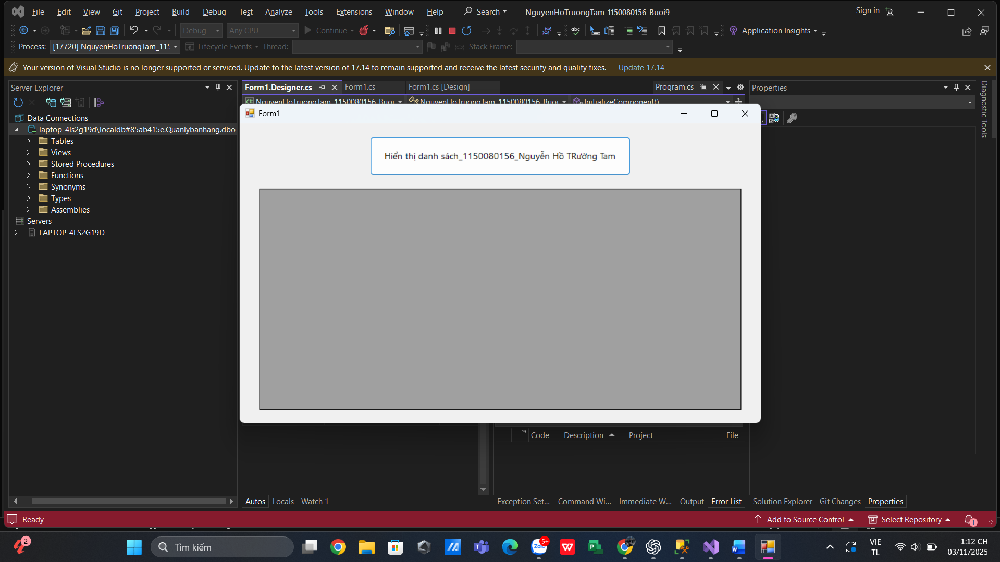 File Edit View Git Project Build Debug Test Analyze Tools Extensions Window Help Search NguyenHoTruongTam_1150080156_Buoi9 Sign in
Debug Any CPU Continue Application Insights
Process: [17720] NguyenHoTruongTam_115 Lifecycle Events Thread: Stack Frame:
Your version of Visual Studio is no longer supported or serviced. Update to the latest version of 17.14 to remain supported and receive the latest security and quality fixes. Update 17.14
Server Explorer
Data Connections
laptop-4ls2g19d\localdb#85ab415e.Quanlybanhang.dbo
Tables
Views
Stored Procedures
Functions
Synonyms
Types
Assemblies
Servers
LAPTOP-4LS2G19D
Form1.Designer.cs Form1.cs Form1.cs [Design] Program.cs
NguyenHoTruongTam_1150080156_Buoi NguyenHoTruongTam_1150080156_Buoi InitializeComponent()
Properties
Diagnostic Tools
Form1
Hiển thị danh sách_1150080156_Nguyễn Hồ TRường Tam
Code Description Project File
Autos Locals Watch 1
Exception Set... Command Wi... Immediate W... Output Error List
Solution Explorer Git Changes Properties
Ready
Add to Source Control Select Repository 1
2
Tìm kiếm
Zalo 5+
VIE
TL
1:12 CH
03/11/2025